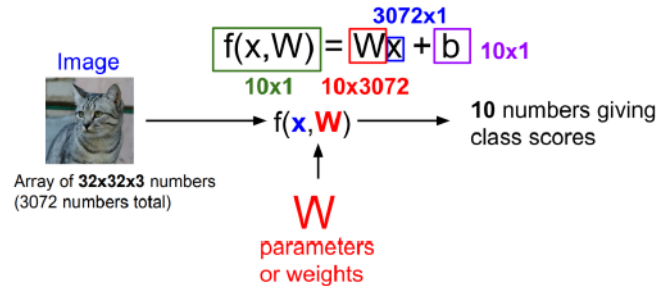 3072x1
f(x,W) = Wx + b 10x1
10x1 10x3072
Image
f(x,W)
10 numbers giving
class scores
Array of 32x32x3 numbers
(3072 numbers total)
W
parameters
or weights